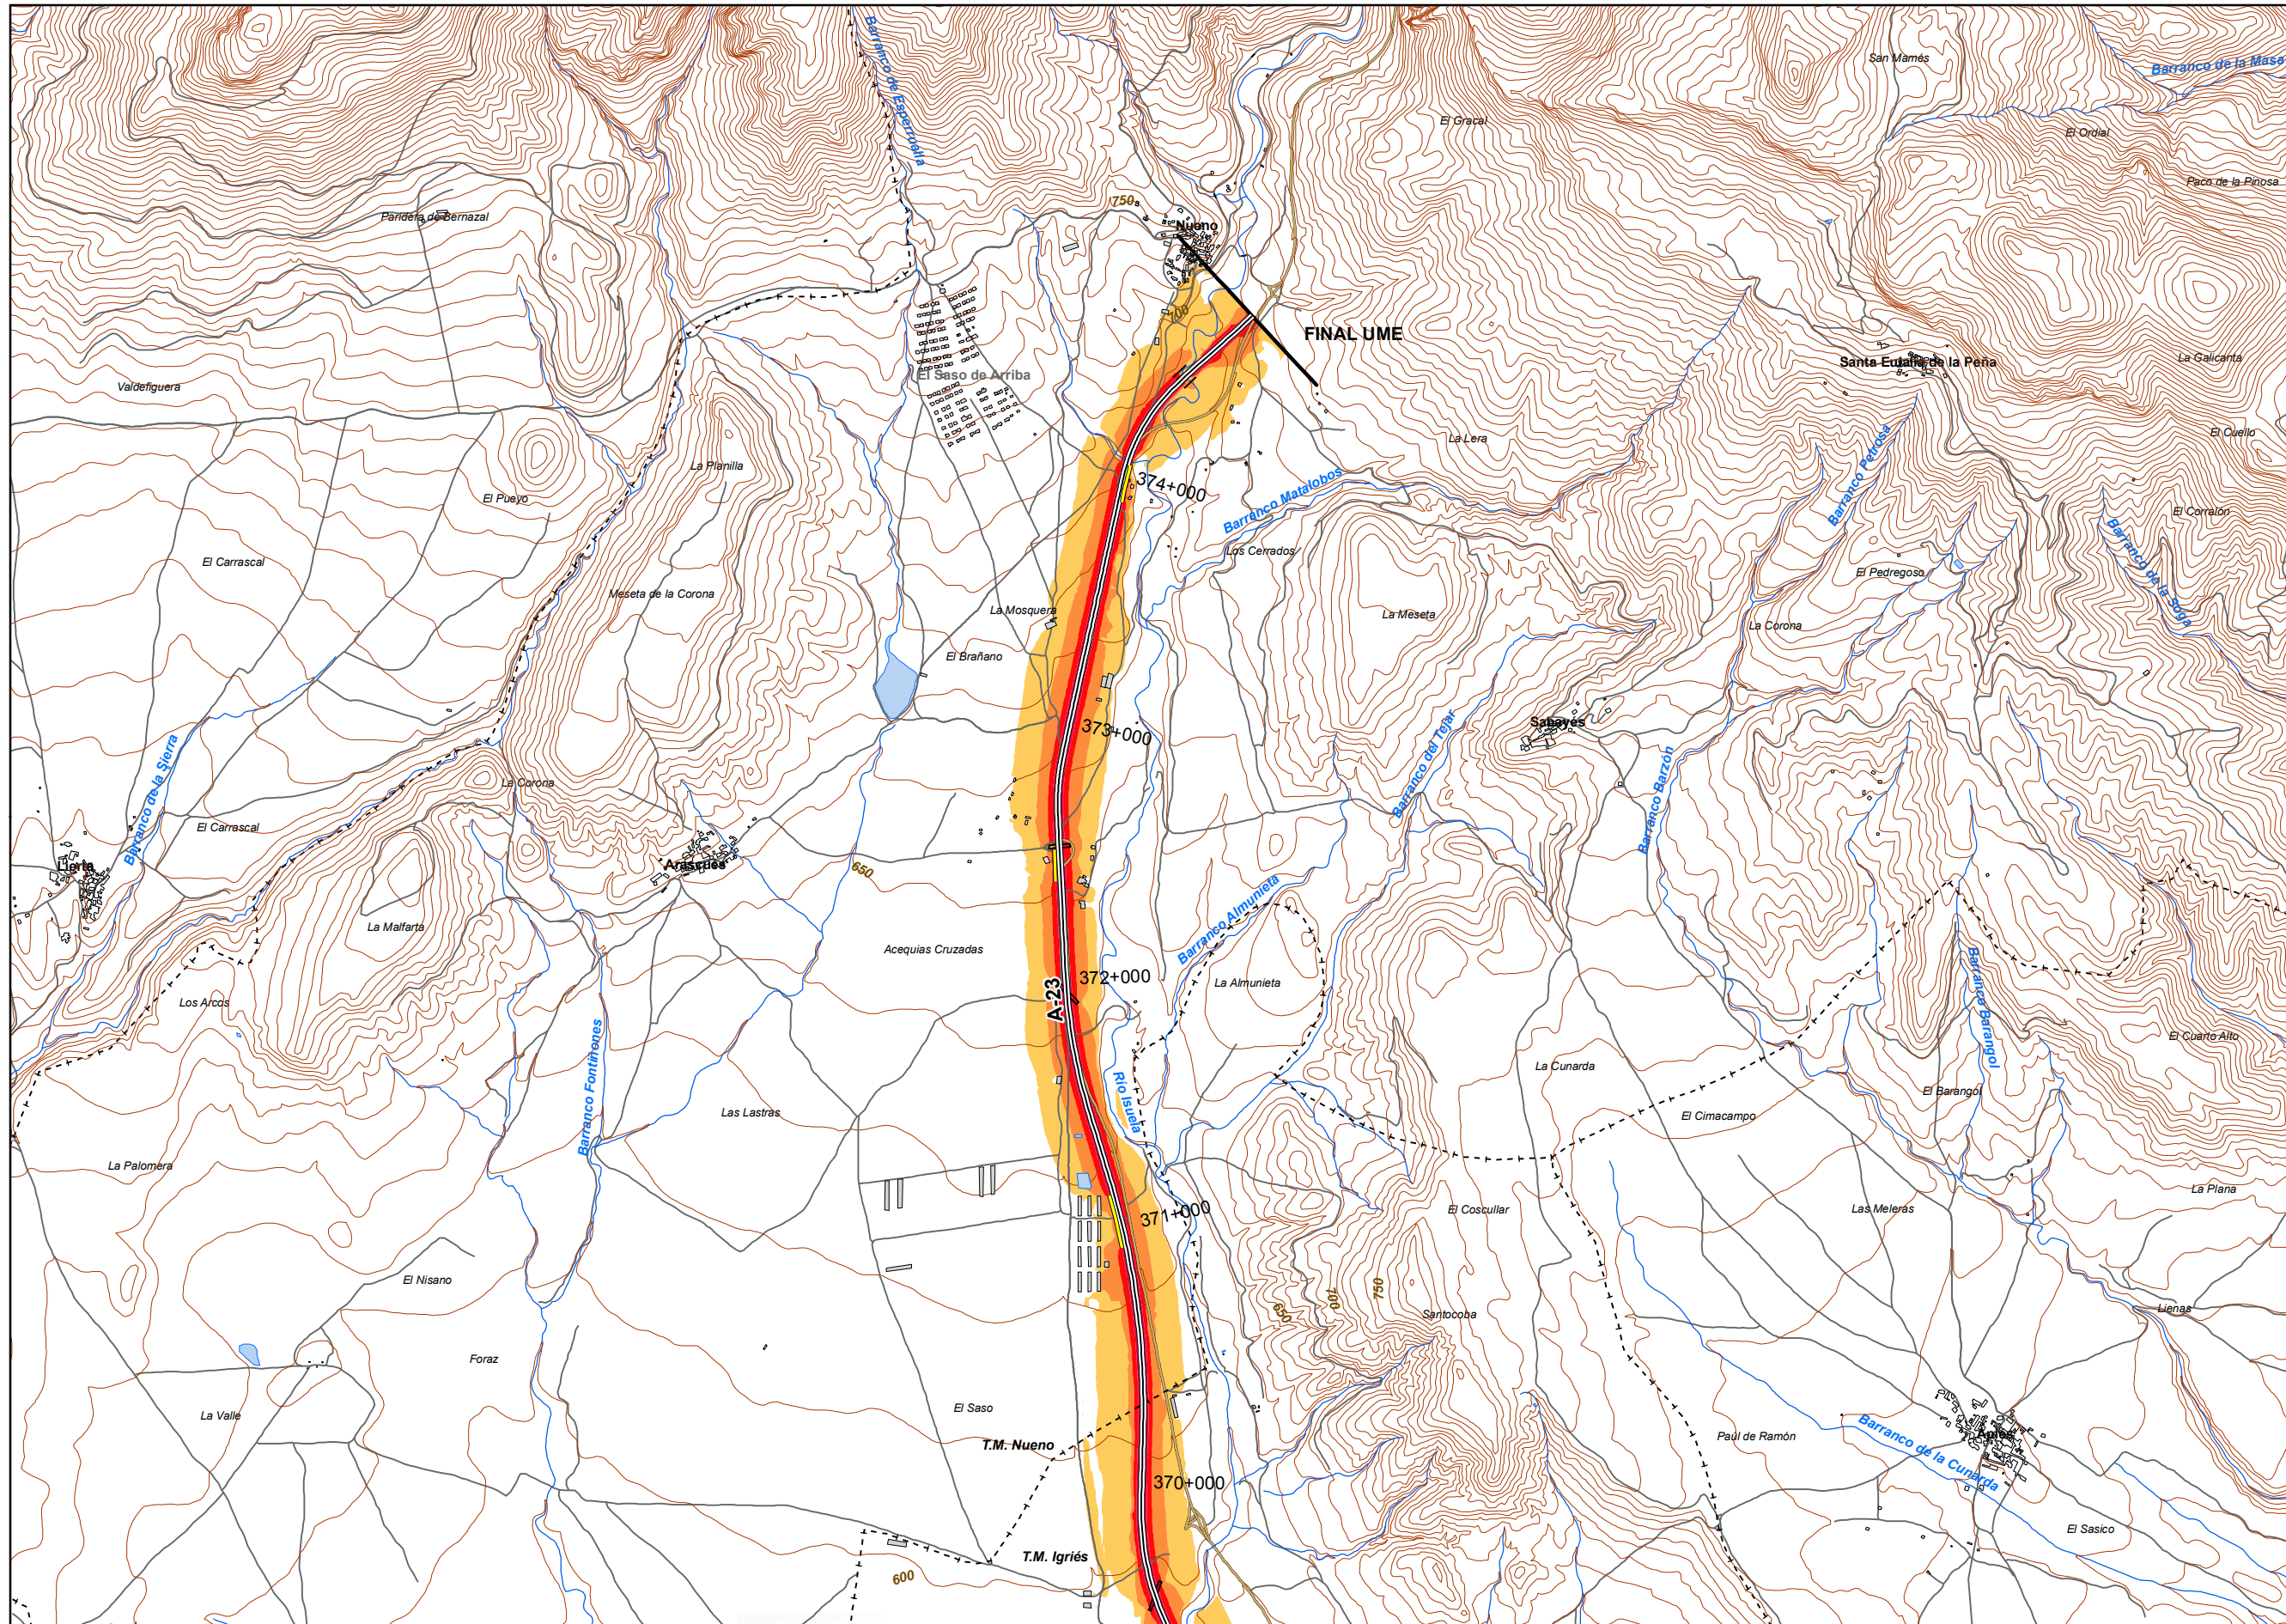 Barranco de Esperrualla
San Mamés
Barranco de la Masa
El Gracal
El Ordial
Paco de la Pinosa
Paridera de Bernazal
750
Nueno
700
FINAL UME
Santa Eulalia de la Peña
La Galicanta
El Saso de Arriba
Valdefiguera
El Cuello
La Lera
La Planilla
Barranco Petrosa
El Pueyo
374+000
Barranco Matalobos
El Corralón
Barranco de la Soga
El Carrascal
Los Cerrados
El Pedregoso
Meseta de la Corona
La Mosquera
La Meseta
La Corona
El Brañano
373+000
Sabayés
Barranco de la Sierra
Barranco del Tejar
Barranco Barzón
La Corona
El Carrascal
Lierta
Arascués
650
La Malfarta
Acequias Cruzadas
Barranco Almunieta
372+000
La Almunieta
Barranco Barangol
A-23
Los Arcos
El Cuarto Alto
Barranco Fontiñones
La Cunarda
Río Isuela
El Barangol
Las Lastras
El Cimacampo
La Palomera
La Plana
371+000
El Coscullar
Las Meleras
El Nisano
650
700
750
Santocoba
Lienas
Foraz
La Valle
El Saso
Paúl de Ramón
Apiés
Barranco de la Cunarda
T.M. Nueno
370+000
El Sasico
T.M. Igriés
600